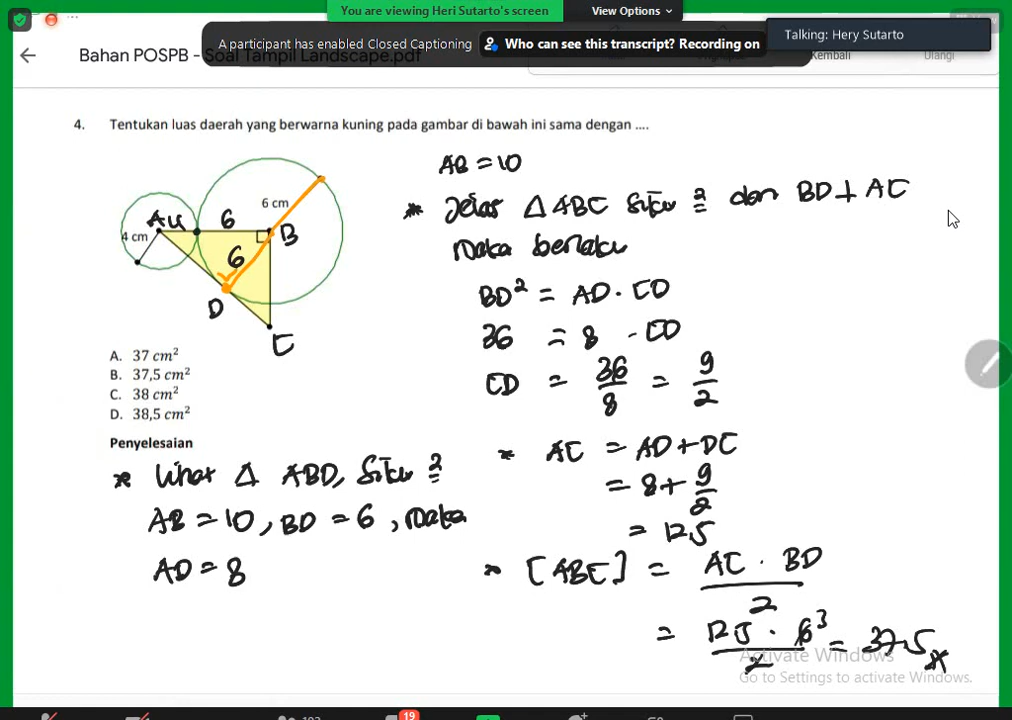 You are viewing Heri Sutarto's screen
View Options
A participant has enabled Closed Captioning
Who can see this transcript? Recording on
Talking: Hery Sutarto
Bahan POSPB - Soal Tampil Landscape.pdf
Kembali
Ulangi
4. Tentukan luas daerah yang berwarna kuning pada gambar di bawah ini sama dengan ....
6 cm
A 4 6 B
4 cm
6
D
C
A. 37 cm²
B. 37,5 cm²
C. 38 cm²
D. 38,5 cm²
Penyelesaian
* Lihat Δ ABD, Siku ²
AB = 10, BD = 6, maka
AD = 8
AB = 10
* Jelas Δ ABC Siku ² dan BD ⊥ AC
Maka berlaku
BD² = AD . CD
36 = 8 . CD
CD = 36/8 = 9/2
* AC = AD + DC
= 8 + 9/2
= 12,5
* [ABC] = AC . BD / 2
= 12,5 . 6³ / 2 = 37,5
Activate Windows
Go to Settings to activate Windows.
19